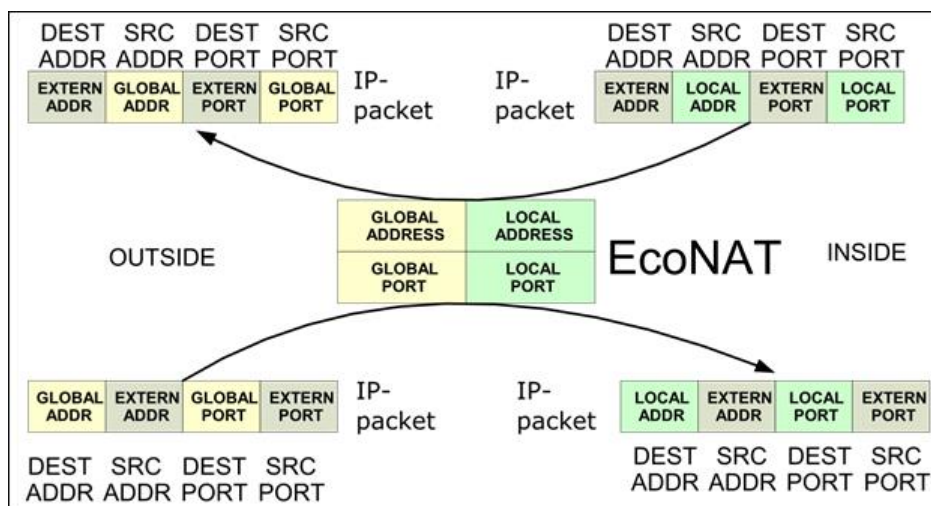 DEST SRC DEST SRC
ADDR ADDR PORT PORT
EXTERN GLOBAL EXTERN GLOBAL
ADDR ADDR PORT PORT
IP-
packet
DEST SRC DEST SRC
ADDR ADDR PORT PORT
IP-
packet
EXTERN LOCAL EXTERN LOCAL
ADDR ADDR PORT PORT
OUTSIDE
GLOBAL LOCAL
ADDRESS ADDRESS
GLOBAL LOCAL
PORT PORT
EcoNAT
INSIDE
GLOBAL EXTERN GLOBAL EXTERN
ADDR ADDR PORT PORT
IP-
packet
DEST SRC DEST SRC
ADDR ADDR PORT PORT
IP-
packet
LOCAL EXTERN LOCAL EXTERN
ADDR ADDR PORT PORT
DEST SRC DEST SRC
ADDR ADDR PORT PORT